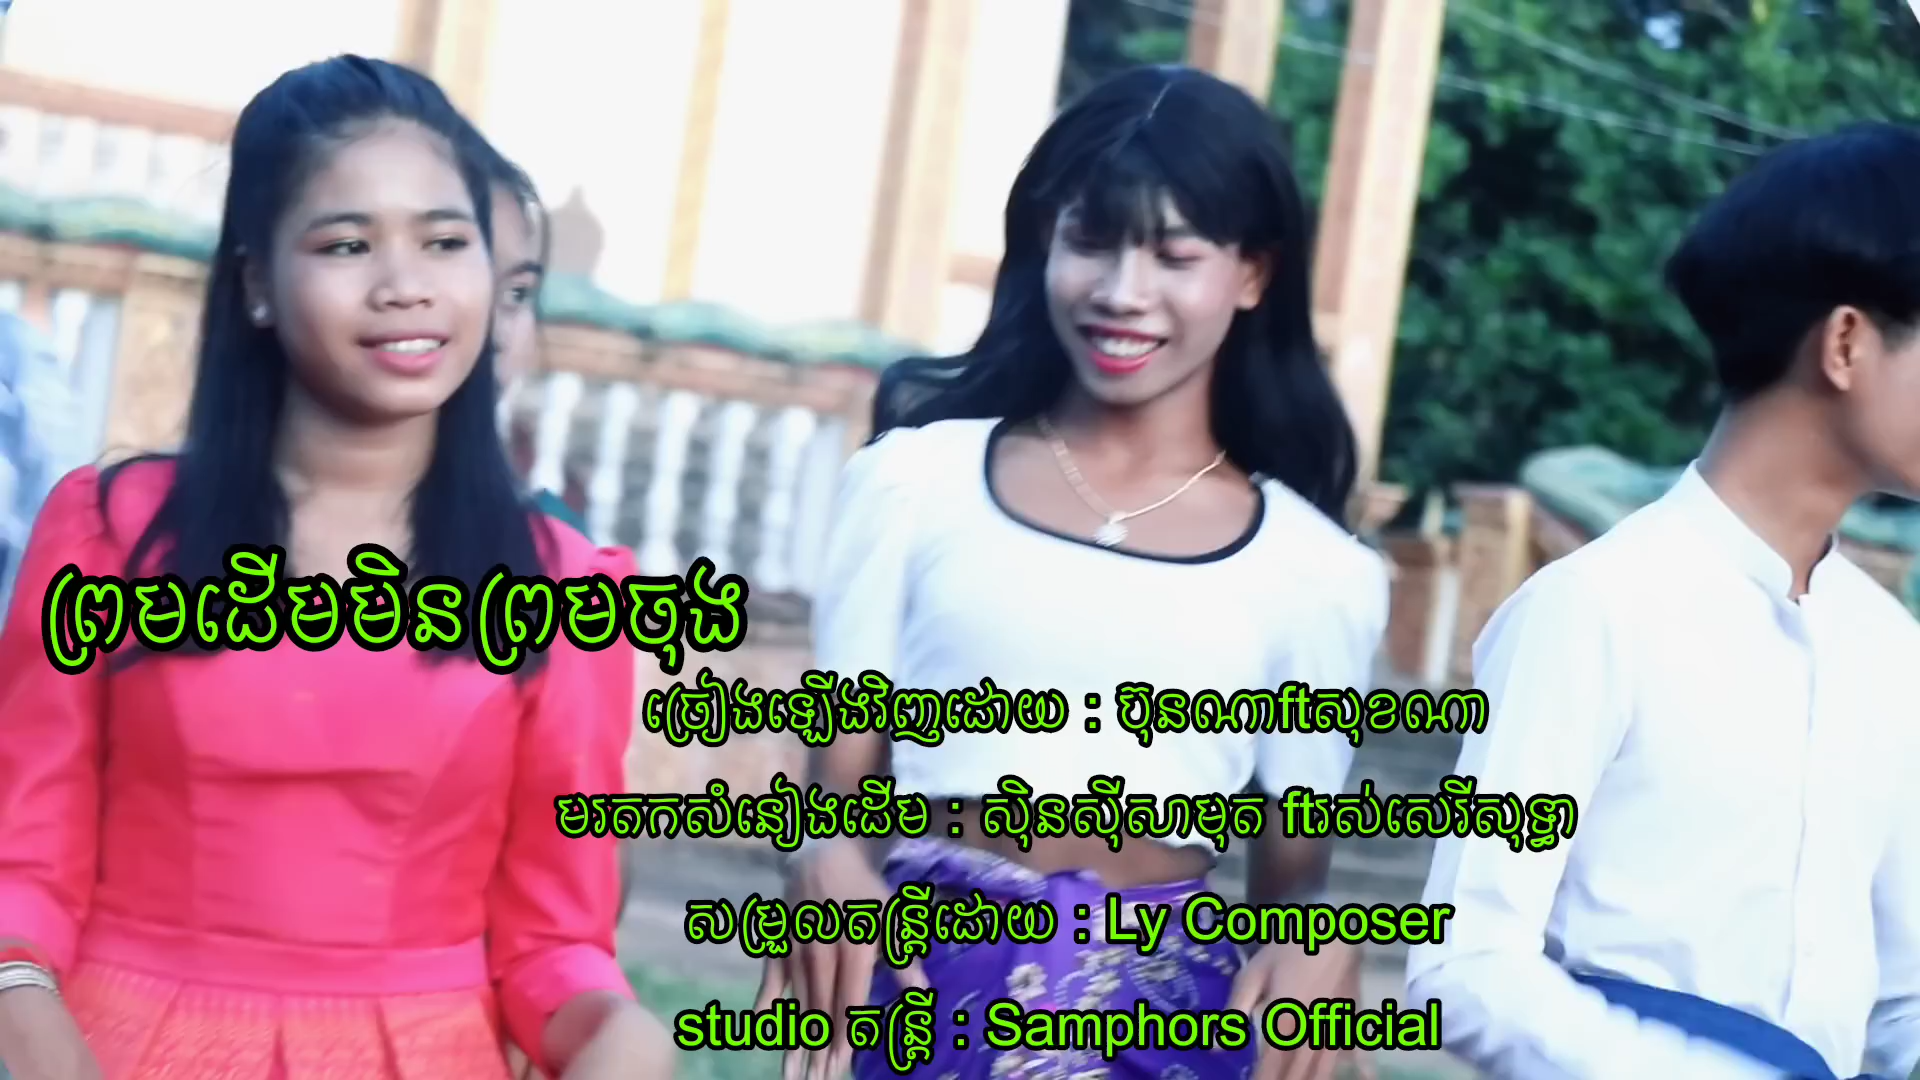 ព្រមដើមមិនព្រមចុង
ច្រៀងឡើងវិញដោយ : ប៊ុនណាftសុខណា
មរតកសំនៀងដើម : ស៊ិនស៊ីសាមុត ftរស់សេរីសុទ្ធា
សម្រួលតន្ត្រីដោយ : Ly Composer
studio តន្ត្រី : Samphors Official